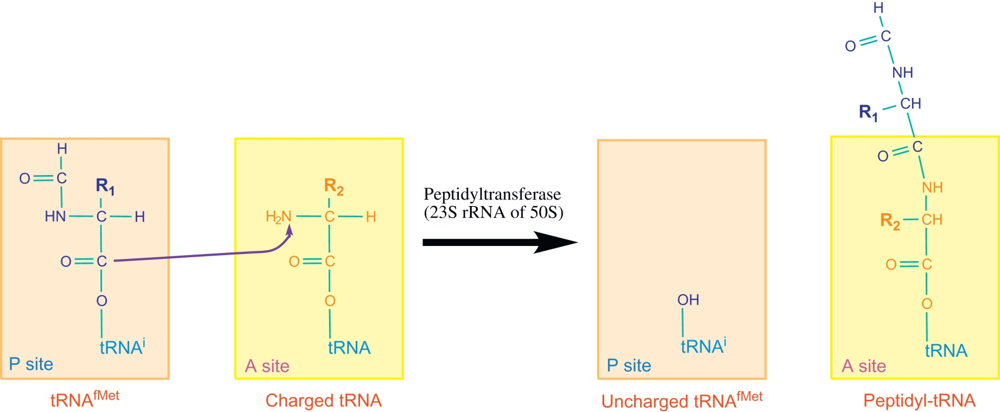 H
O C
R1
HN C H
O C
O
tRNAi
P site
tRNAfMet
R2
H2N C H
O C
O
tRNA
A site
Charged tRNA
Peptidyltransferase
(23S rRNA of 50S)
OH
tRNAi
P site
Uncharged tRNAfMet
H
O C
NH
R1 CH
O C
NH
R2 CH
O C
O
tRNA
A site
Peptidyl-tRNA